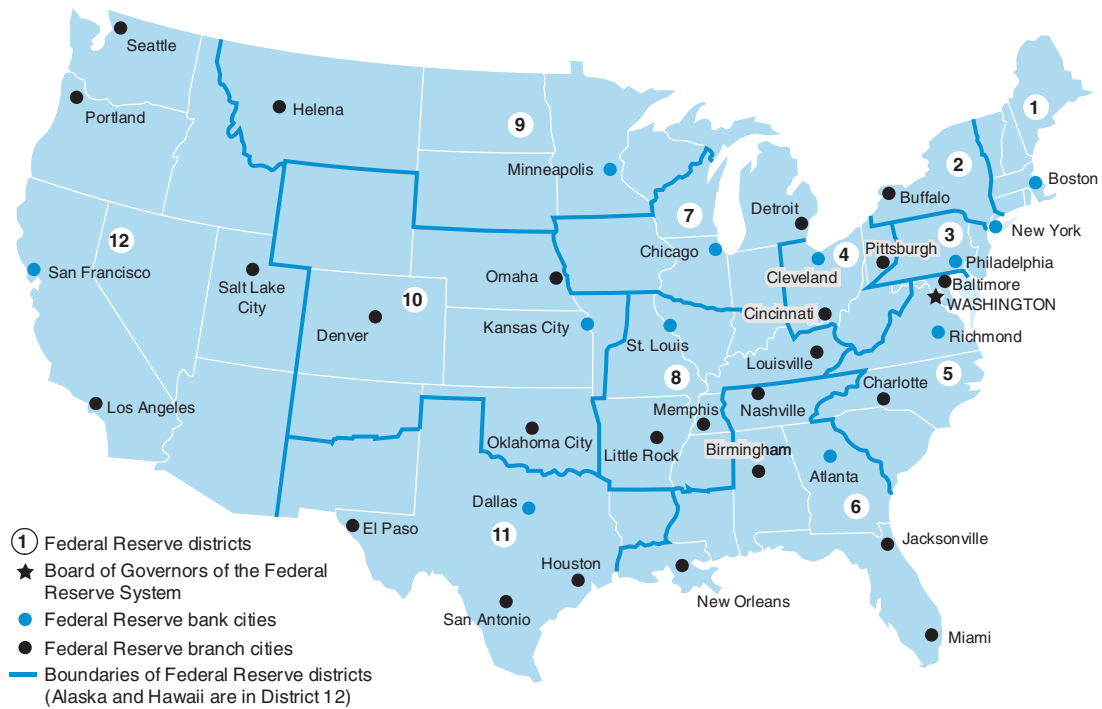 Seattle
Portland
Helena
9
1
Minneapolis
2
Boston
Buffalo
Detroit
7
3
New York
12
Chicago
4
Pittsburgh
Philadelphia
San Francisco
Cleveland
Baltimore
Salt Lake
City
Omaha
WASHINGTON
10
Denver
Kansas City
Cincinnati
St. Louis
Richmond
Louisville
8
5
Charlotte
Los Angeles
Memphis
Nashville
Oklahoma City
Little Rock
Birmingham
Atlanta
Dallas
6
El Paso
11
Jacksonville
Houston
San Antonio
New Orleans
Miami
1 Federal Reserve districts
Board of Governors of the Federal
Reserve System
Federal Reserve bank cities
Federal Reserve branch cities
Boundaries of Federal Reserve districts
(Alaska and Hawaii are in District 12)